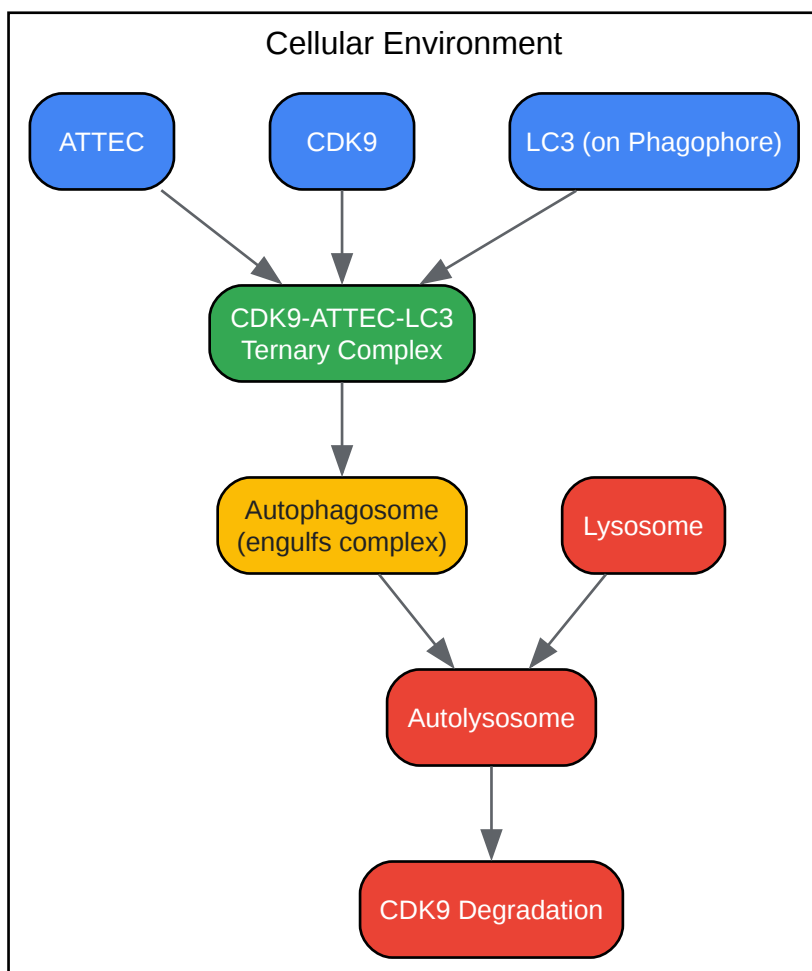 Cellular Environment
ATTEC
CDK9
LC3 (on Phagophore)
CDK9-ATTEC-LC3
Ternary Complex
Autophagosome
(engulfs complex)
Lysosome
Autolysosome
CDK9 Degradation